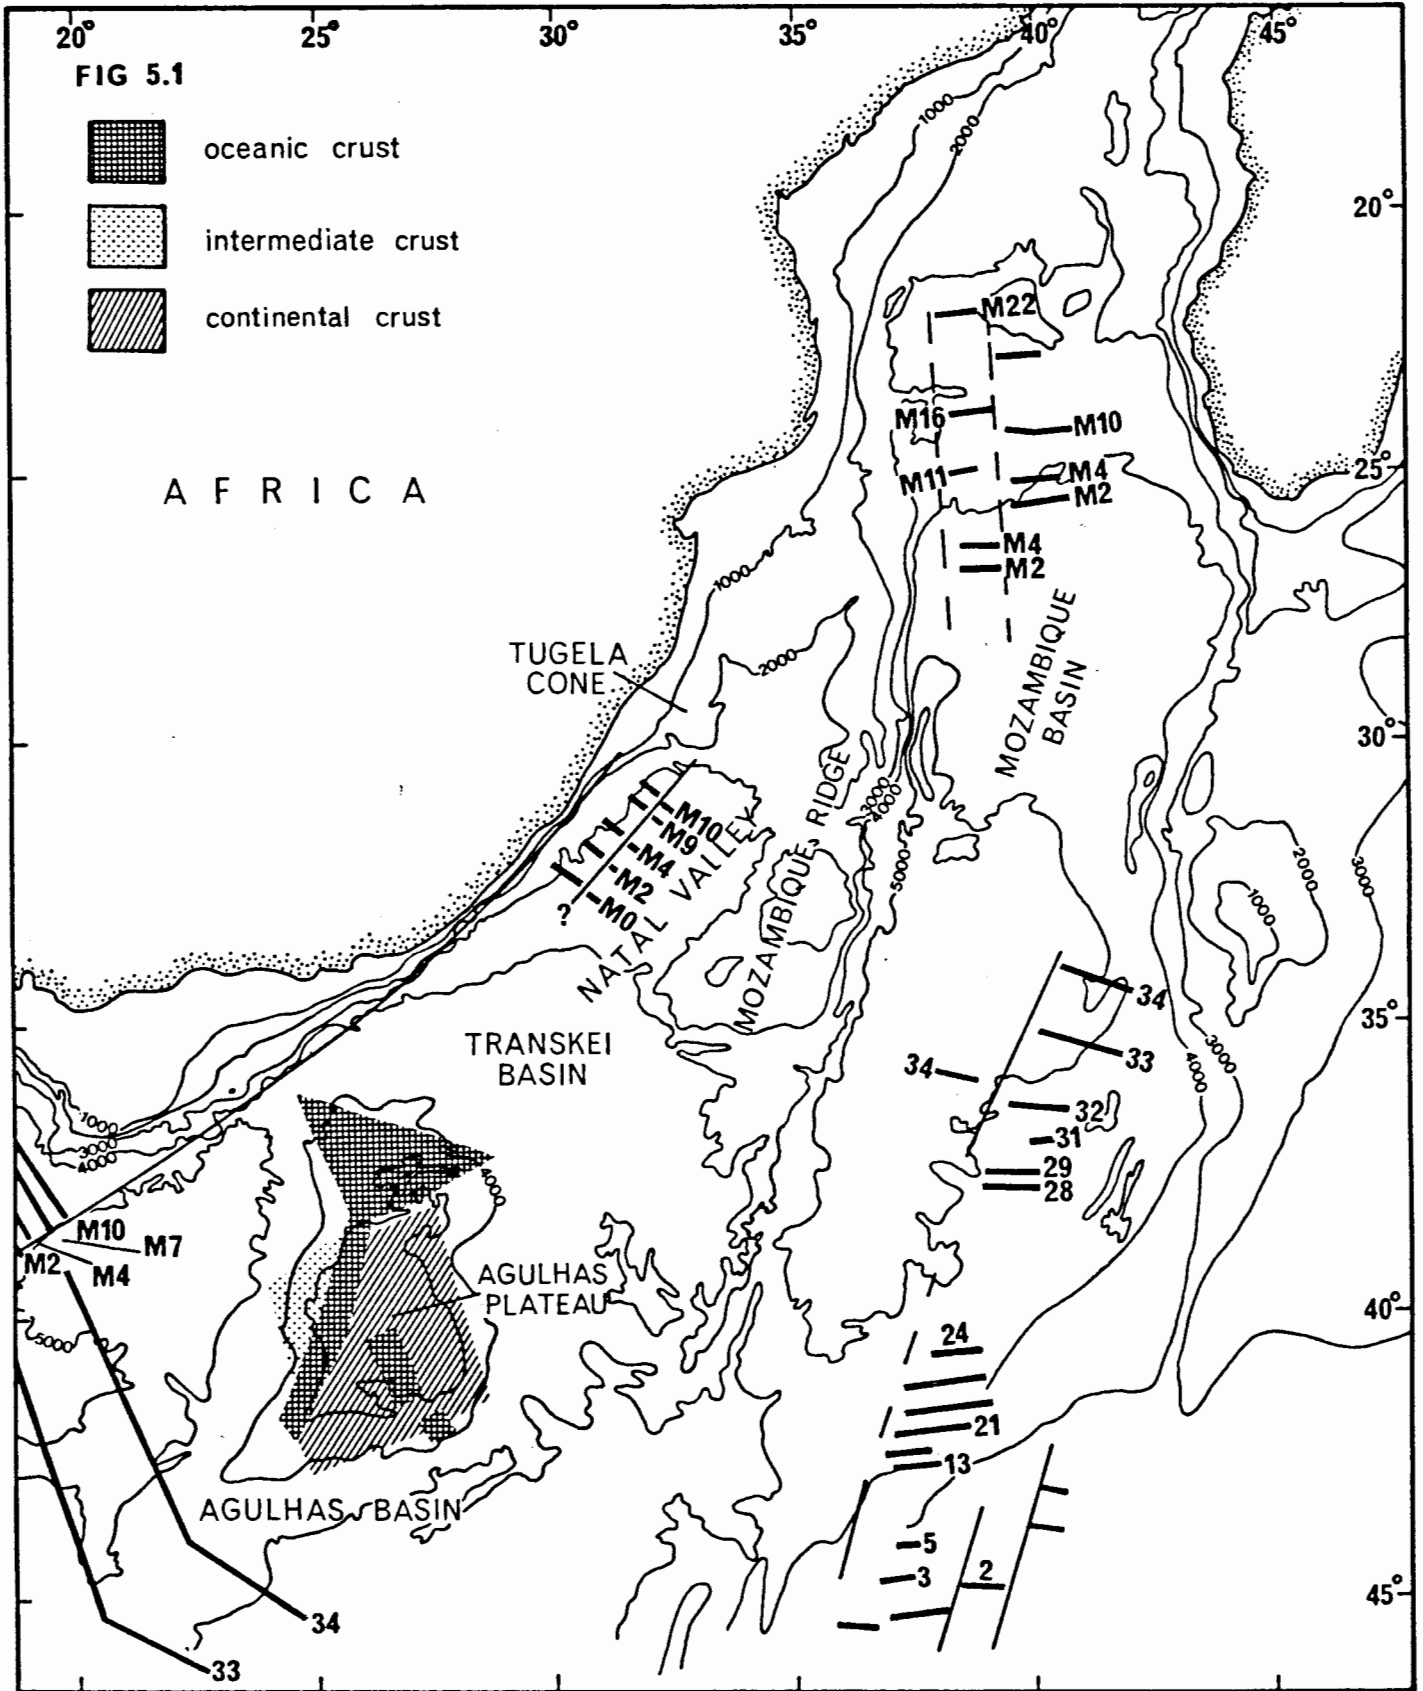 20° 25° 30° 35° 40° 45°
FIG 5.1
oceanic crust
intermediate crust
continental crust
1000
2000
20°
M22
M16
M10
M11
M4
M2
25°
M4
M2
AFRICA
1000
TUGELA
CONE
2000
MOZAMBIQUE
BASIN
30°
M10
M9
M4
M2
M0
?
NATAL VALLEY
MOZAMBIQUE RIDGE
3000
4000
5000
2000
1000
3000
34
33
34
32
31
29
28
35°
3000
4000
TRANSKEI
BASIN
1000
3000
4000
4000
M10
M7
M2
M4
AGULHAS
PLATEAU
5000
40°
24
21
13
AGULHAS BASIN
5
3
2
45°
34
33